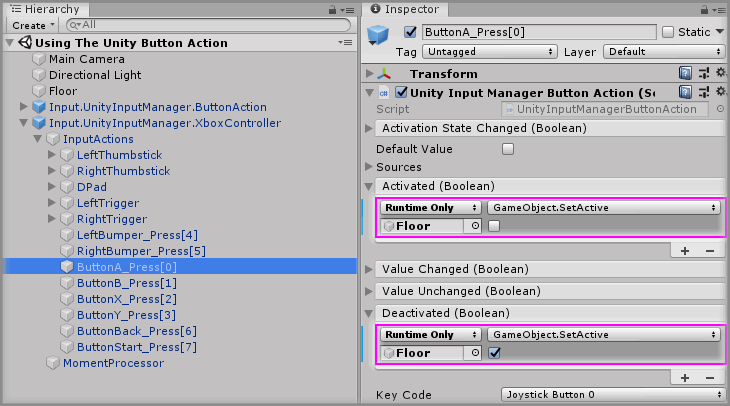 Hierarchy
Create
All
Using The Unity Button Action
Main Camera
Directional Light
Floor
Input.UnityInputManager.ButtonAction
Input.UnityInputManager.XboxController
InputActions
LeftThumbstick
RightThumbstick
DPad
LeftTrigger
RightTrigger
LeftBumper_Press[4]
RightBumper_Press[5]
ButtonA_Press[0]
ButtonB_Press[1]
ButtonX_Press[2]
ButtonY_Press[3]
ButtonBack_Press[6]
ButtonStart_Press[7]
MomentProcessor
Inspector
ButtonA_Press[0] Static
Tag Untagged Layer Default
Transform
Unity Input Manager Button Action (Sc
Script UnityInputManagerButtonAction
Activation State Changed (Boolean)
Default Value
Sources
Activated (Boolean)
Runtime Only GameObject.SetActive
Floor
Value Changed (Boolean)
Value Unchanged (Boolean)
Deactivated (Boolean)
Runtime Only GameObject.SetActive
Floor
Key Code Joystick Button 0